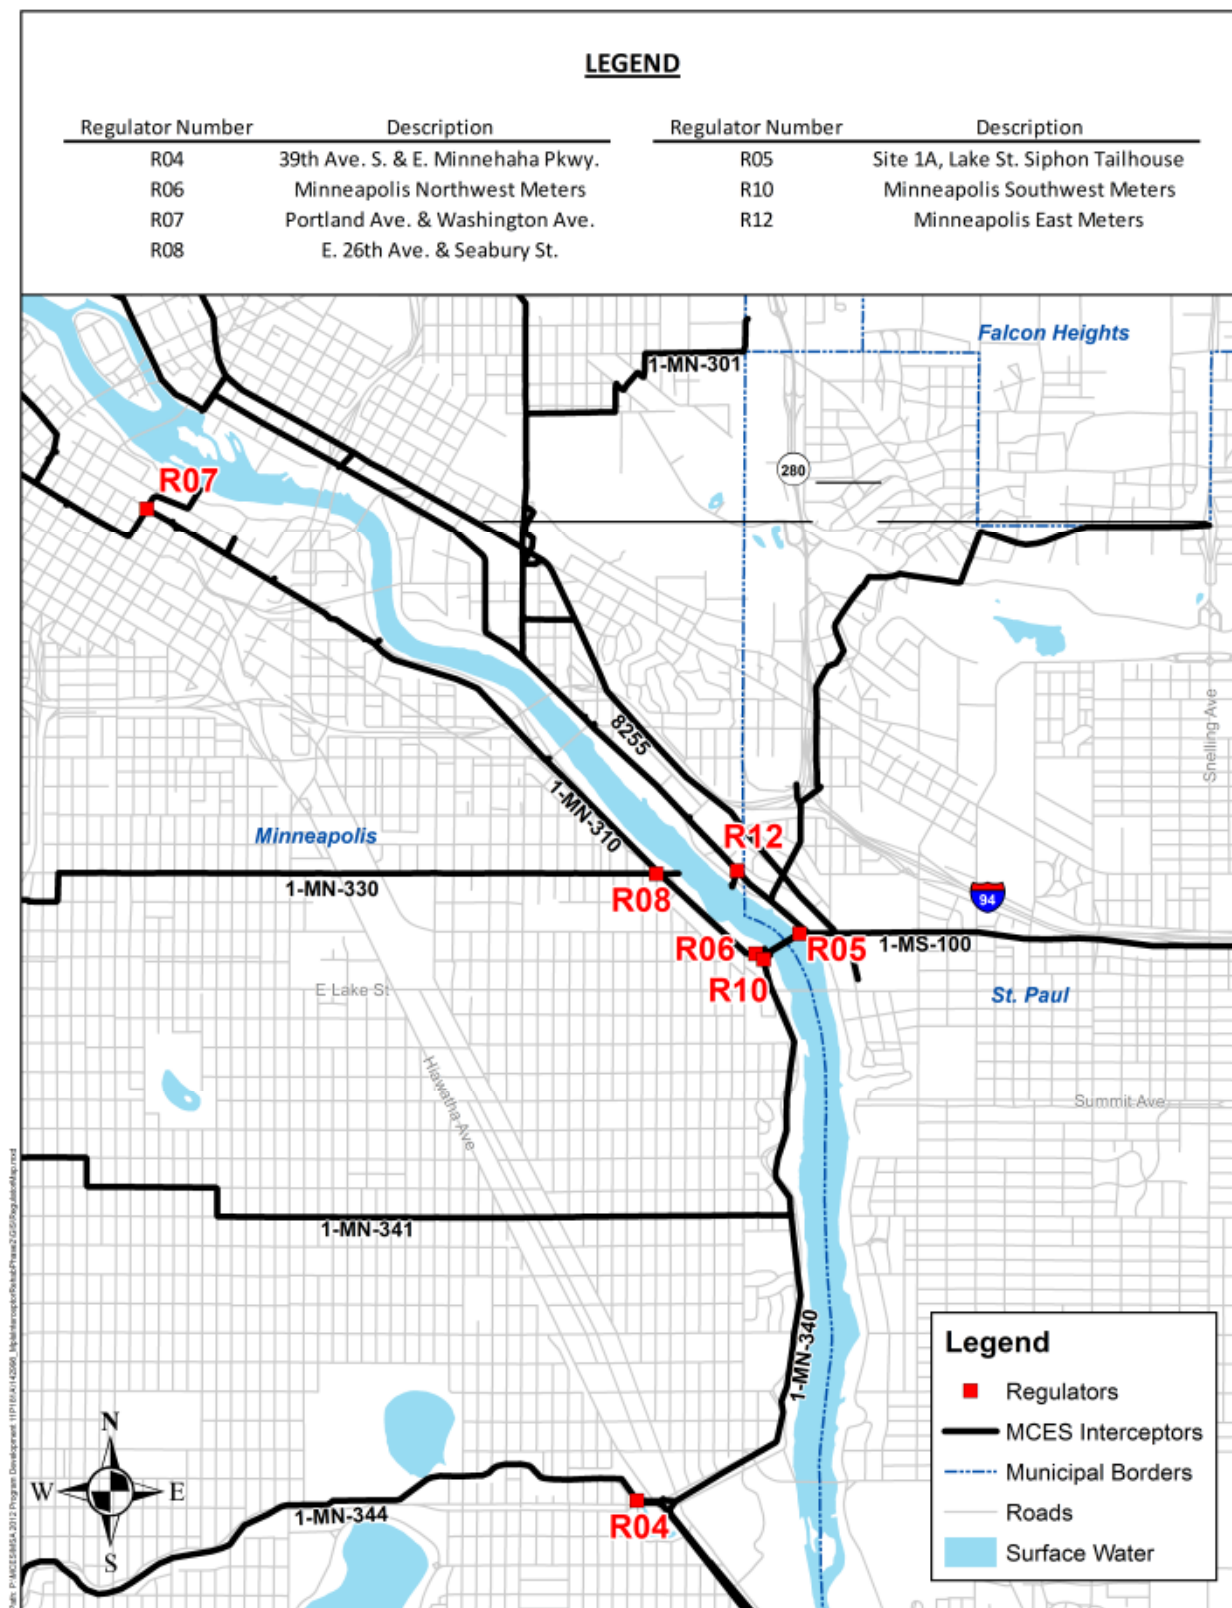 LEGEND
Regulator Number Description Regulator Number Description
R04 39th Ave. S. & E. Minnehaha Pkwy. R05 Site 1A, Lake St. Siphon Tailhouse
R06 Minneapolis Northwest Meters R10 Minneapolis Southwest Meters
R07 Portland Ave. & Washington Ave. R12 Minneapolis East Meters
R08 E. 26th Ave. & Seabury St.
Falcon Heights
1-MN-301
280
R07
Snelling Ave
8255
1-MN-310
Minneapolis
R12
1-MN-330
R08
94
R06
R05
1-MS-100
R10
E Lake St
St. Paul
Hiawatha Ave
Summit Ave
1-MN-341
1-MN-340
Legend
Regulators
MCES Interceptors
Municipal Borders
Roads
Surface Water
N
W E
S
1-MN-344
R04